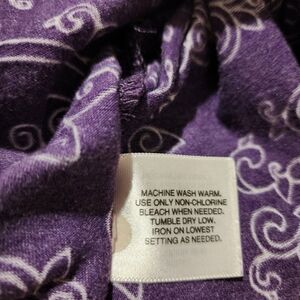 MACHINE WASH WARM.
USE ONLY NON-CHLORINE
BLEACH WHEN NEEDED.
TUMBLE DRY LOW.
IRON ON LOWEST
SETTING AS NEEDED.